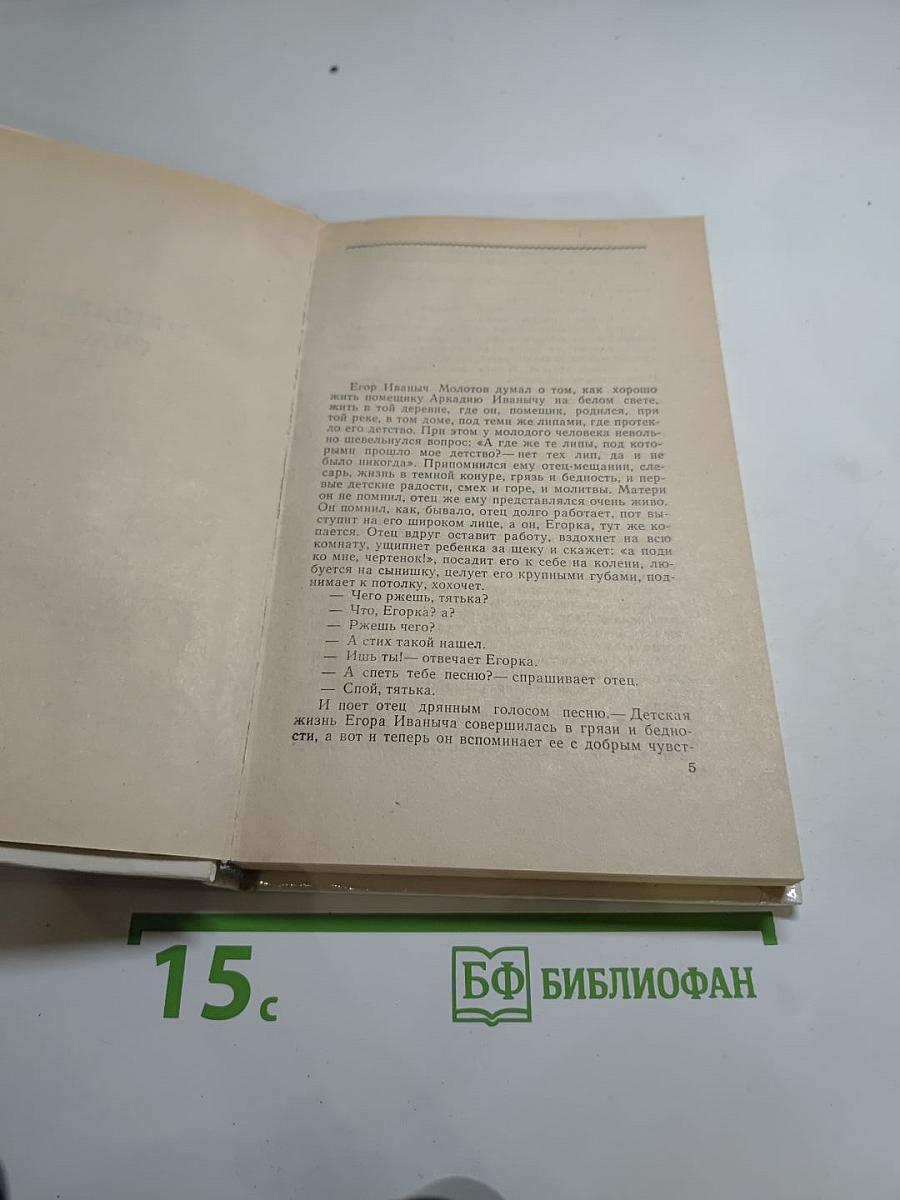 Егор Иваныч Молотов думал о том, как хорошо
жить помещику Аркадию Иванычу на белом свете,
жить в той деревне, где он, помещик, родился, при
той реке, в том доме, под теми же липами, где протек-
ло его детство. При этом у молодого человека неволь-
но шевельнулся вопрос: «А где же те липы, под кото-
рыми прошло мое детство?— нет тех лип, да и не
было никогда». Припомнился ему отец-мещанин, сле-
сарь, жизнь в темной конуре, грязь и бедность, и пер-
вые детские радости, смех и горе, и молитвы. Матери
он не помнил, отец же ему представлялся очень живо.
Он помнил, как, бывало, отец долго работает, пот вы-
ступит на его широком лице, а он, Егорка, тут же ко-
пается. Отец вдруг оставит работу, вздохнет на всю
комнату, ущипнет ребенка за щеку и скажет: «а поди
ко мне, чертенок!», посадит его к себе на колени, лю-
буется на сынишку, целует его крупными губами, под-
нимает к потолку, хохочет.
— Чего ржешь, тятька?
— Что, Егорка? а?
— Ржешь чего?
— А стих такой нашел.
— Ишь ты!— отвечает Егорка.
— А спеть тебе песню?— спрашивает отец.
— Спой, тятька.
И поет отец дрянным голосом песню.— Детская
жизнь Егора Иваныча совершилась в грязи и бедно-
сти, а вот и теперь он вспоминает ее с добрым чувст-
5
15 с
БФ БИБЛИОФАН